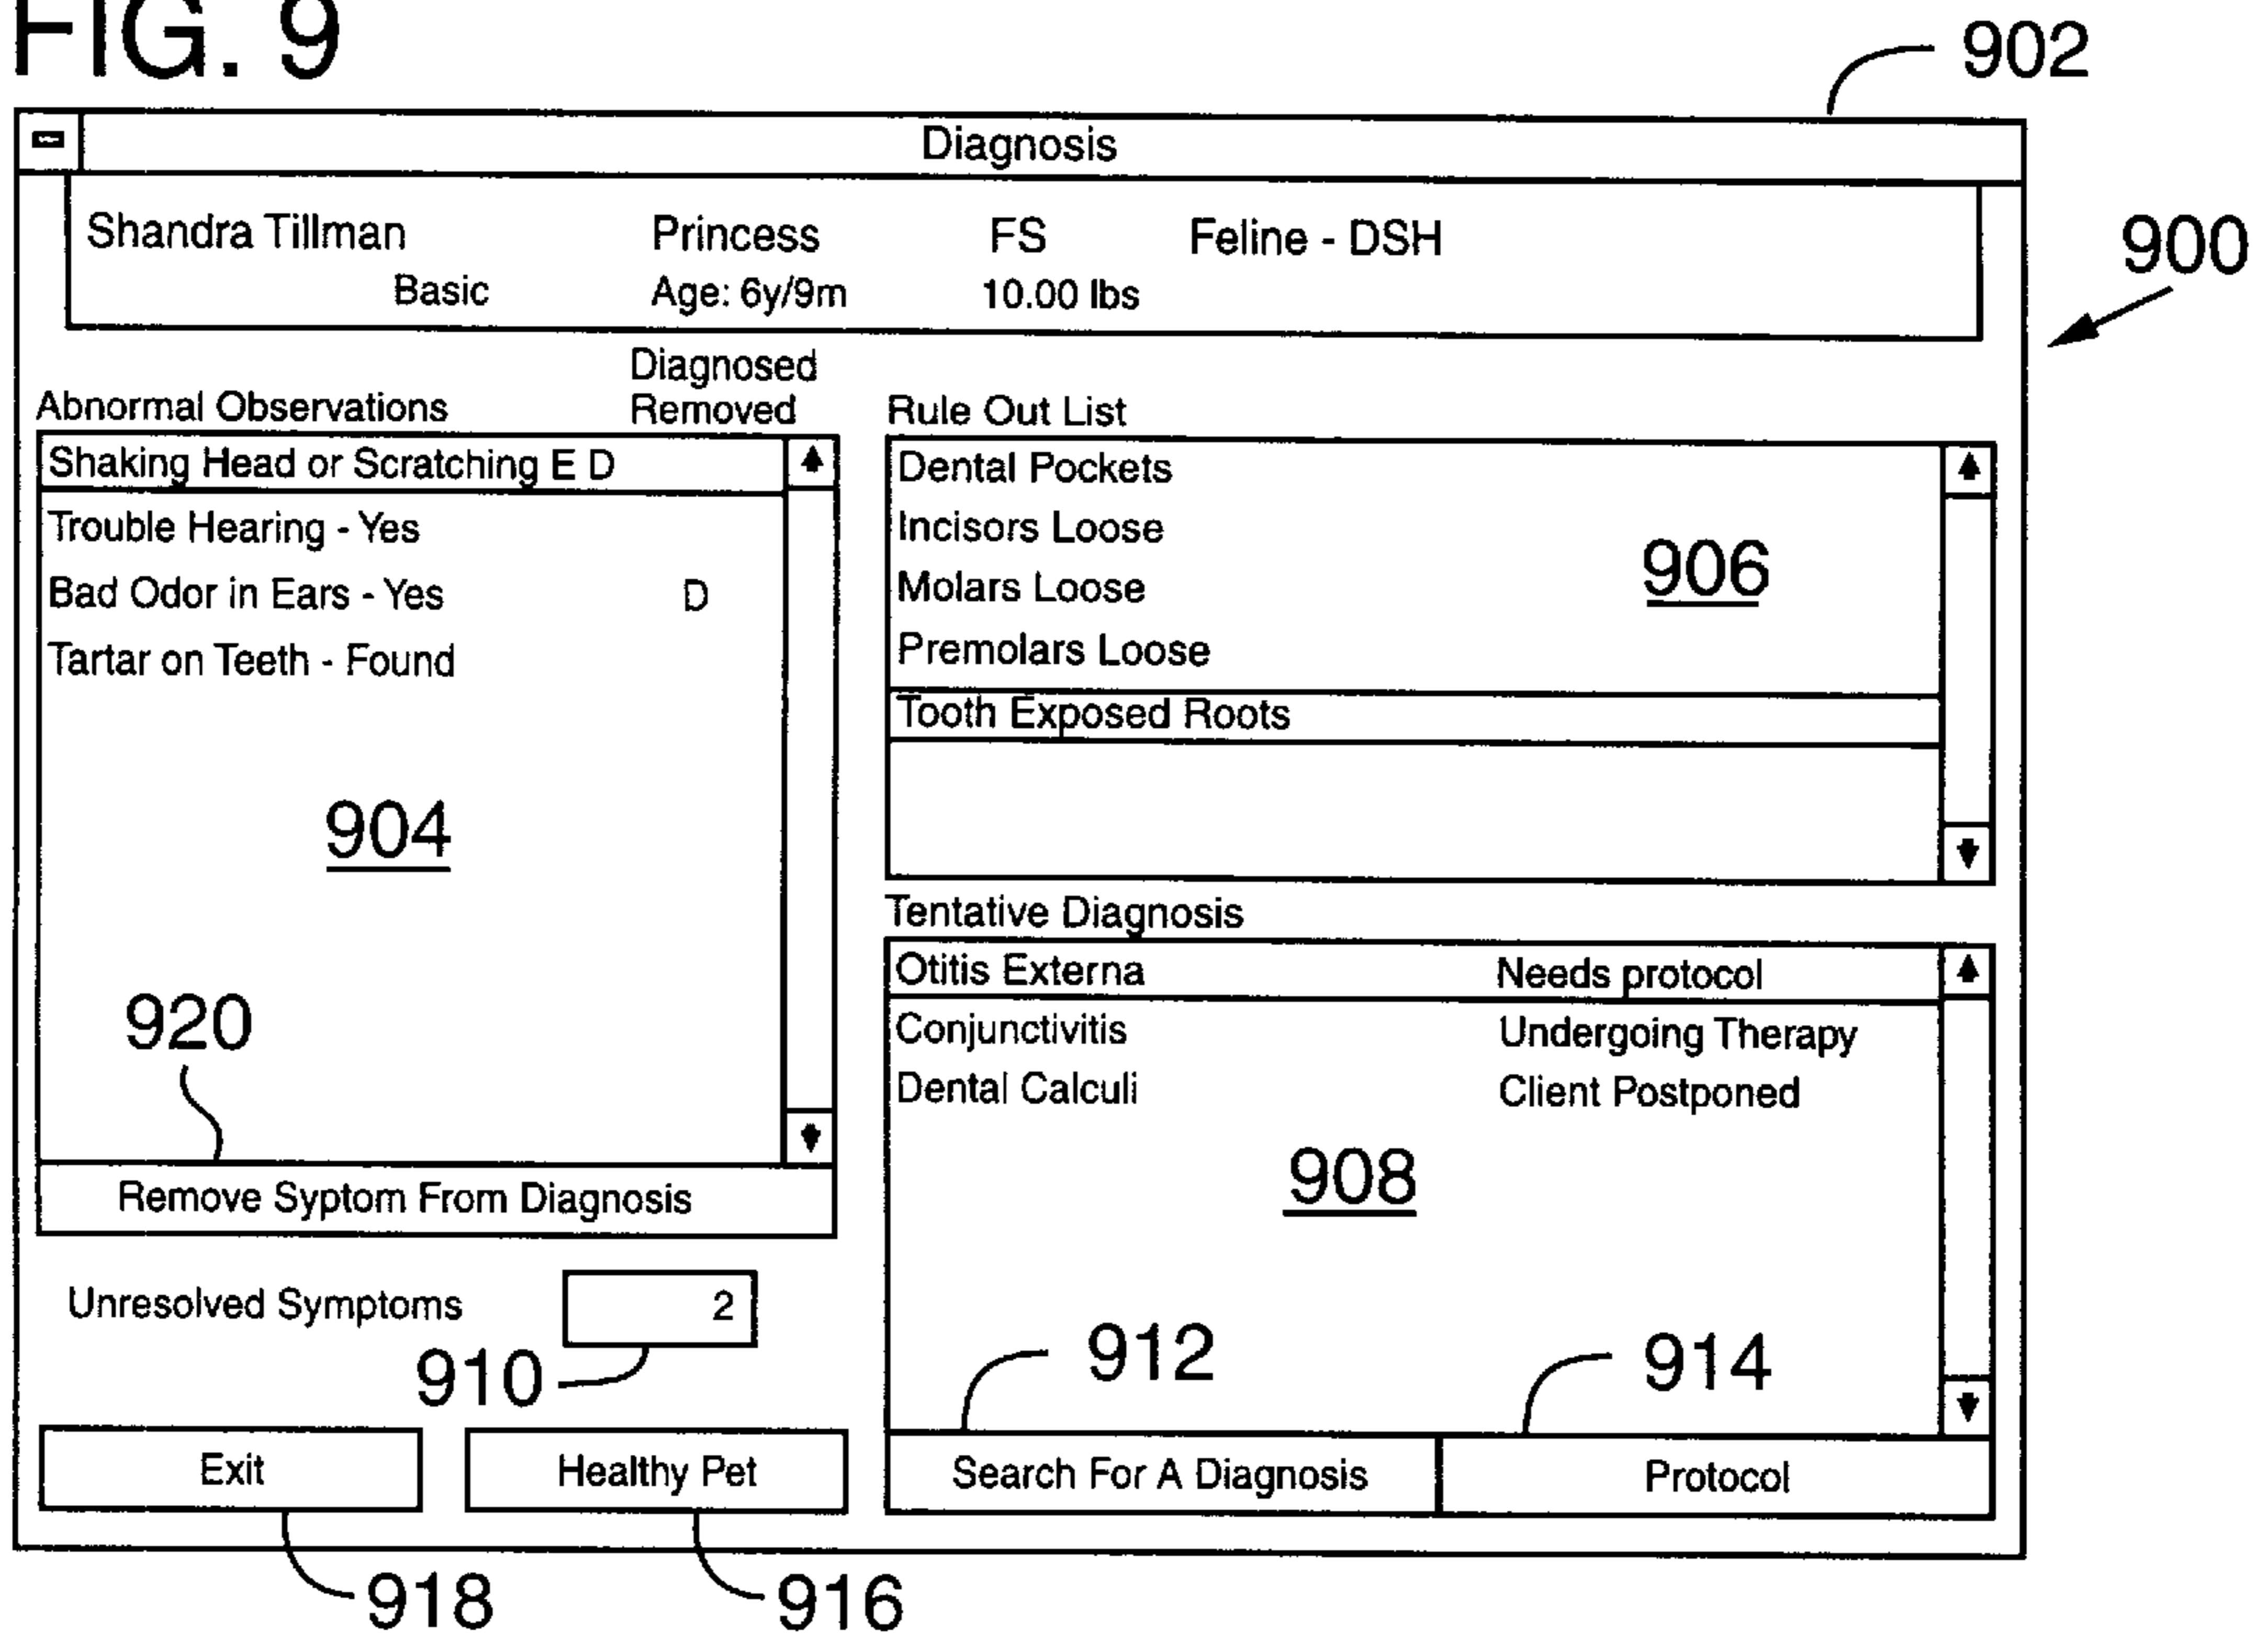 FIG. 9
902
Diagnosis
Shandra Tillman Princess FS Feline - DSH
Basic Age: 6y/9m 10.00 lbs
900
Diagnosed
Abnormal Observations Removed
Shaking Head or Scratching E D
Trouble Hearing - Yes
Bad Odor in Ears - Yes D
Tartar on Teeth - Found
904
920
Remove Syptom From Diagnosis
Unresolved Symptoms 2
910
Exit Healthy Pet
918 916
Rule Out List
Dental Pockets
Incisors Loose
Molars Loose
Premolars Loose
906
Tooth Exposed Roots
Tentative Diagnosis
Otitis Externa Needs protocol
Conjunctivitis Undergoing Therapy
Dental Calculi Client Postponed
908
912 914
Search For A Diagnosis Protocol